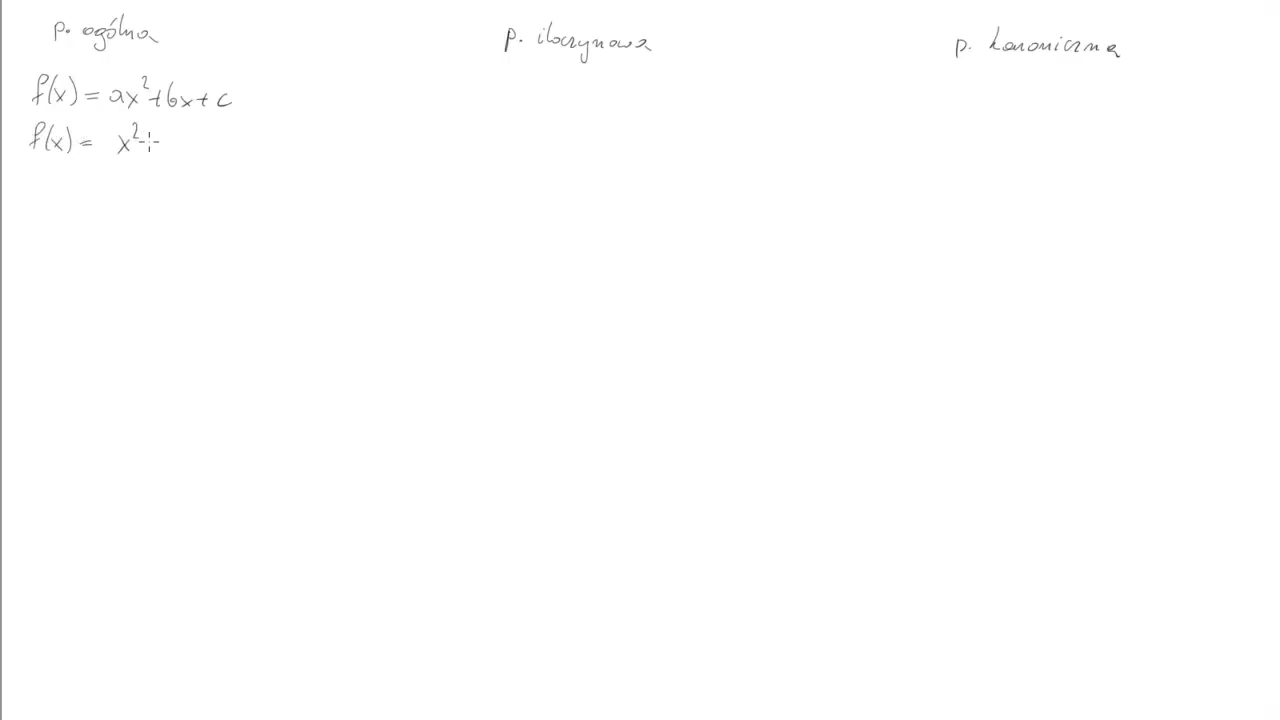 p. ogólna
p. iloczynowa
p. kanoniczna
f(x) = ax²+bx+c
f(x) = x²+